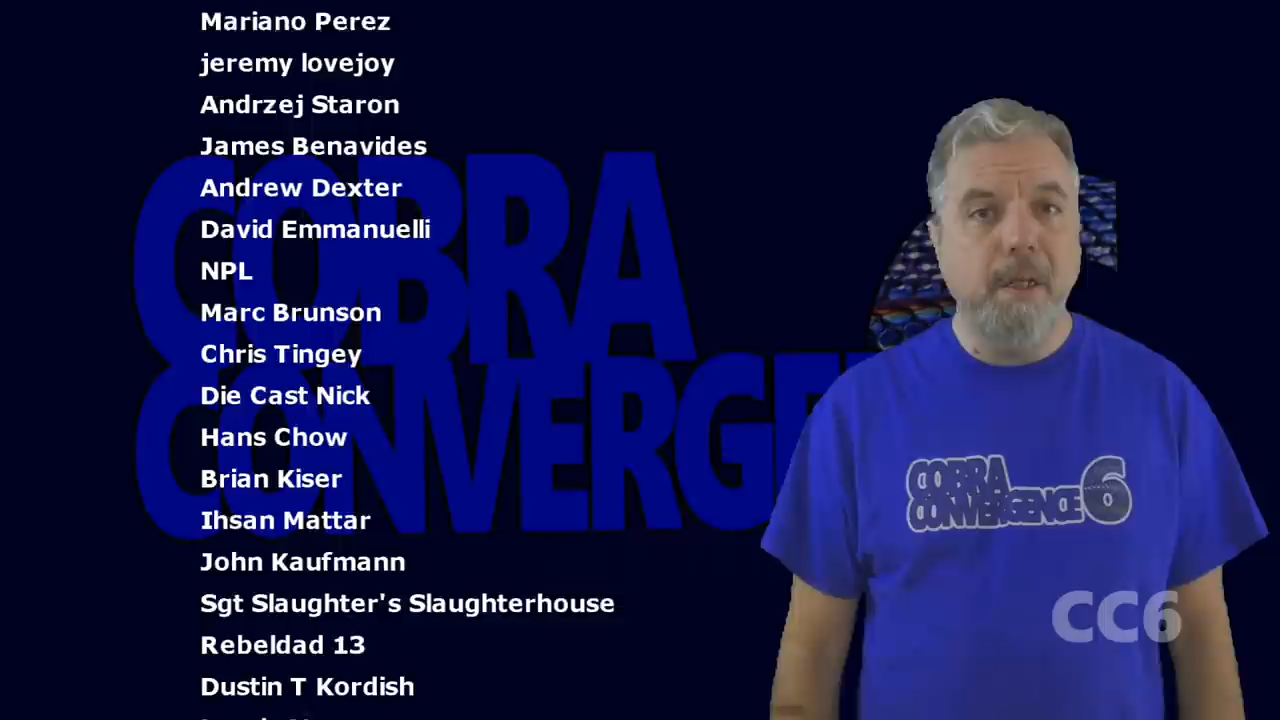 Mariano Perez
jeremy lovejoy
Andrzej Staron
James Benavides
Andrew Dexter
David Emmanuelli
NPL
Marc Brunson
Chris Tingey
Die Cast Nick
Hans Chow
Brian Kiser
Ihsan Mattar
John Kaufmann
Sgt Slaughter's Slaughterhouse
Rebeldad 13
Dustin T Kordish
COBRA
CONVERGE
COBRA
CONVERGENCE 6
CC6